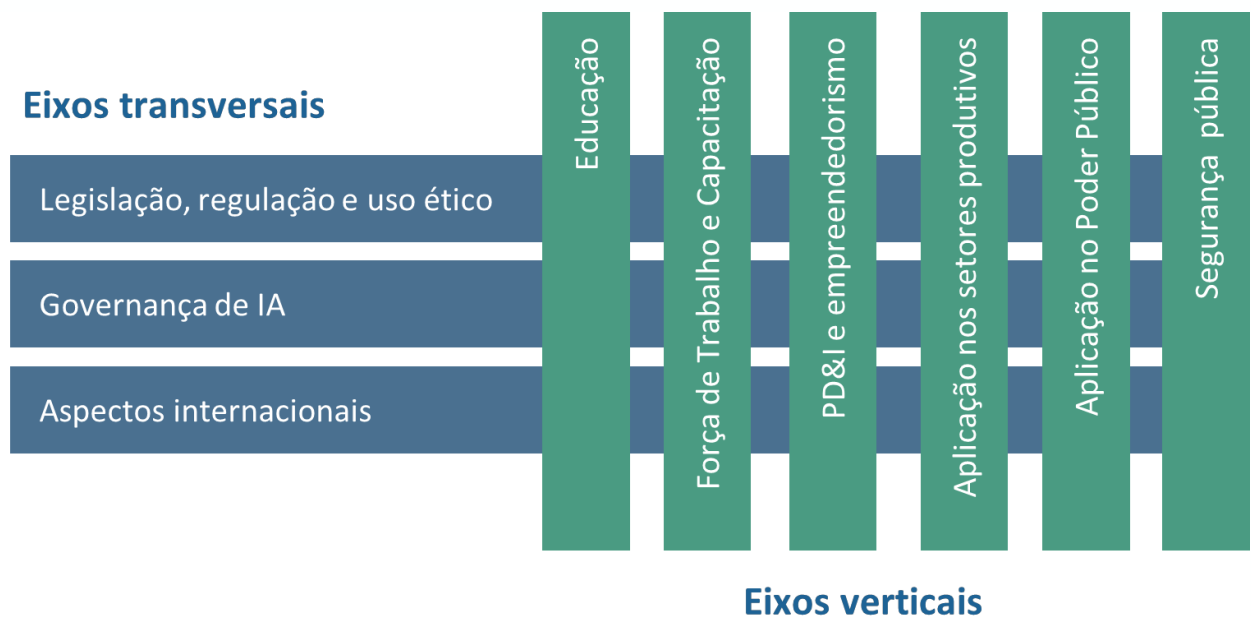 Eixos transversais
Legislação, regulação e uso ético
Governança de IA
Aspectos internacionais
Educação
Força de Trabalho e Capacitação
PD&I e empreendedorismo
Aplicação nos setores produtivos
Aplicação no Poder Público
Segurança pública
Eixos verticais